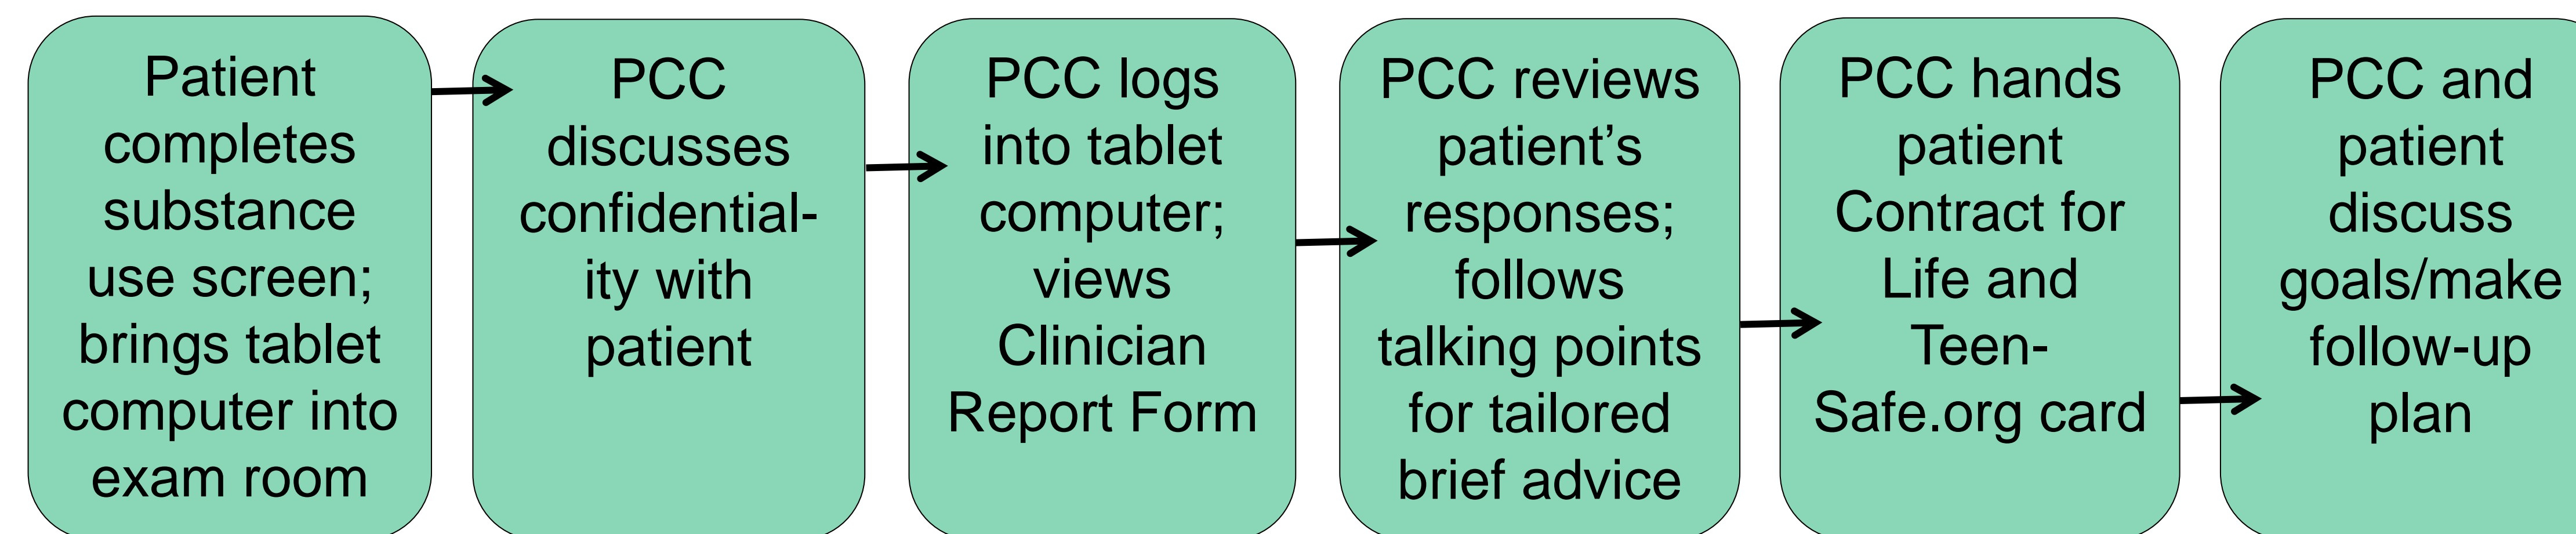 Patient
completes
substance
use screen;
brings tablet
computer into
exam room
PCC
discusses
confidential-
ity with
patient
PCC logs
into tablet
computer;
views
Clinician
Report Form
PCC reviews
patient’s
responses;
follows
talking points
for tailored
brief advice
PCC hands
patient
Contract for
Life and
Teen-
Safe.org card
PCC and
patient
discuss
goals/make
follow-up
plan